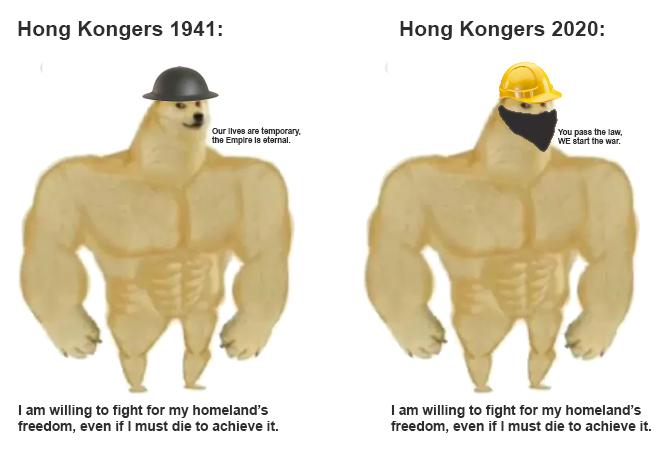 Hong Kongers 1941:
Hong Kongers 2020:
Our lives are temporary,
the Empire is eternal.
You pass the law,
WE start the war.
I am willing to fight for my homeland's
freedom, even if I must die to achieve it.
I am willing to fight for my homeland's
freedom, even if I must die to achieve it.